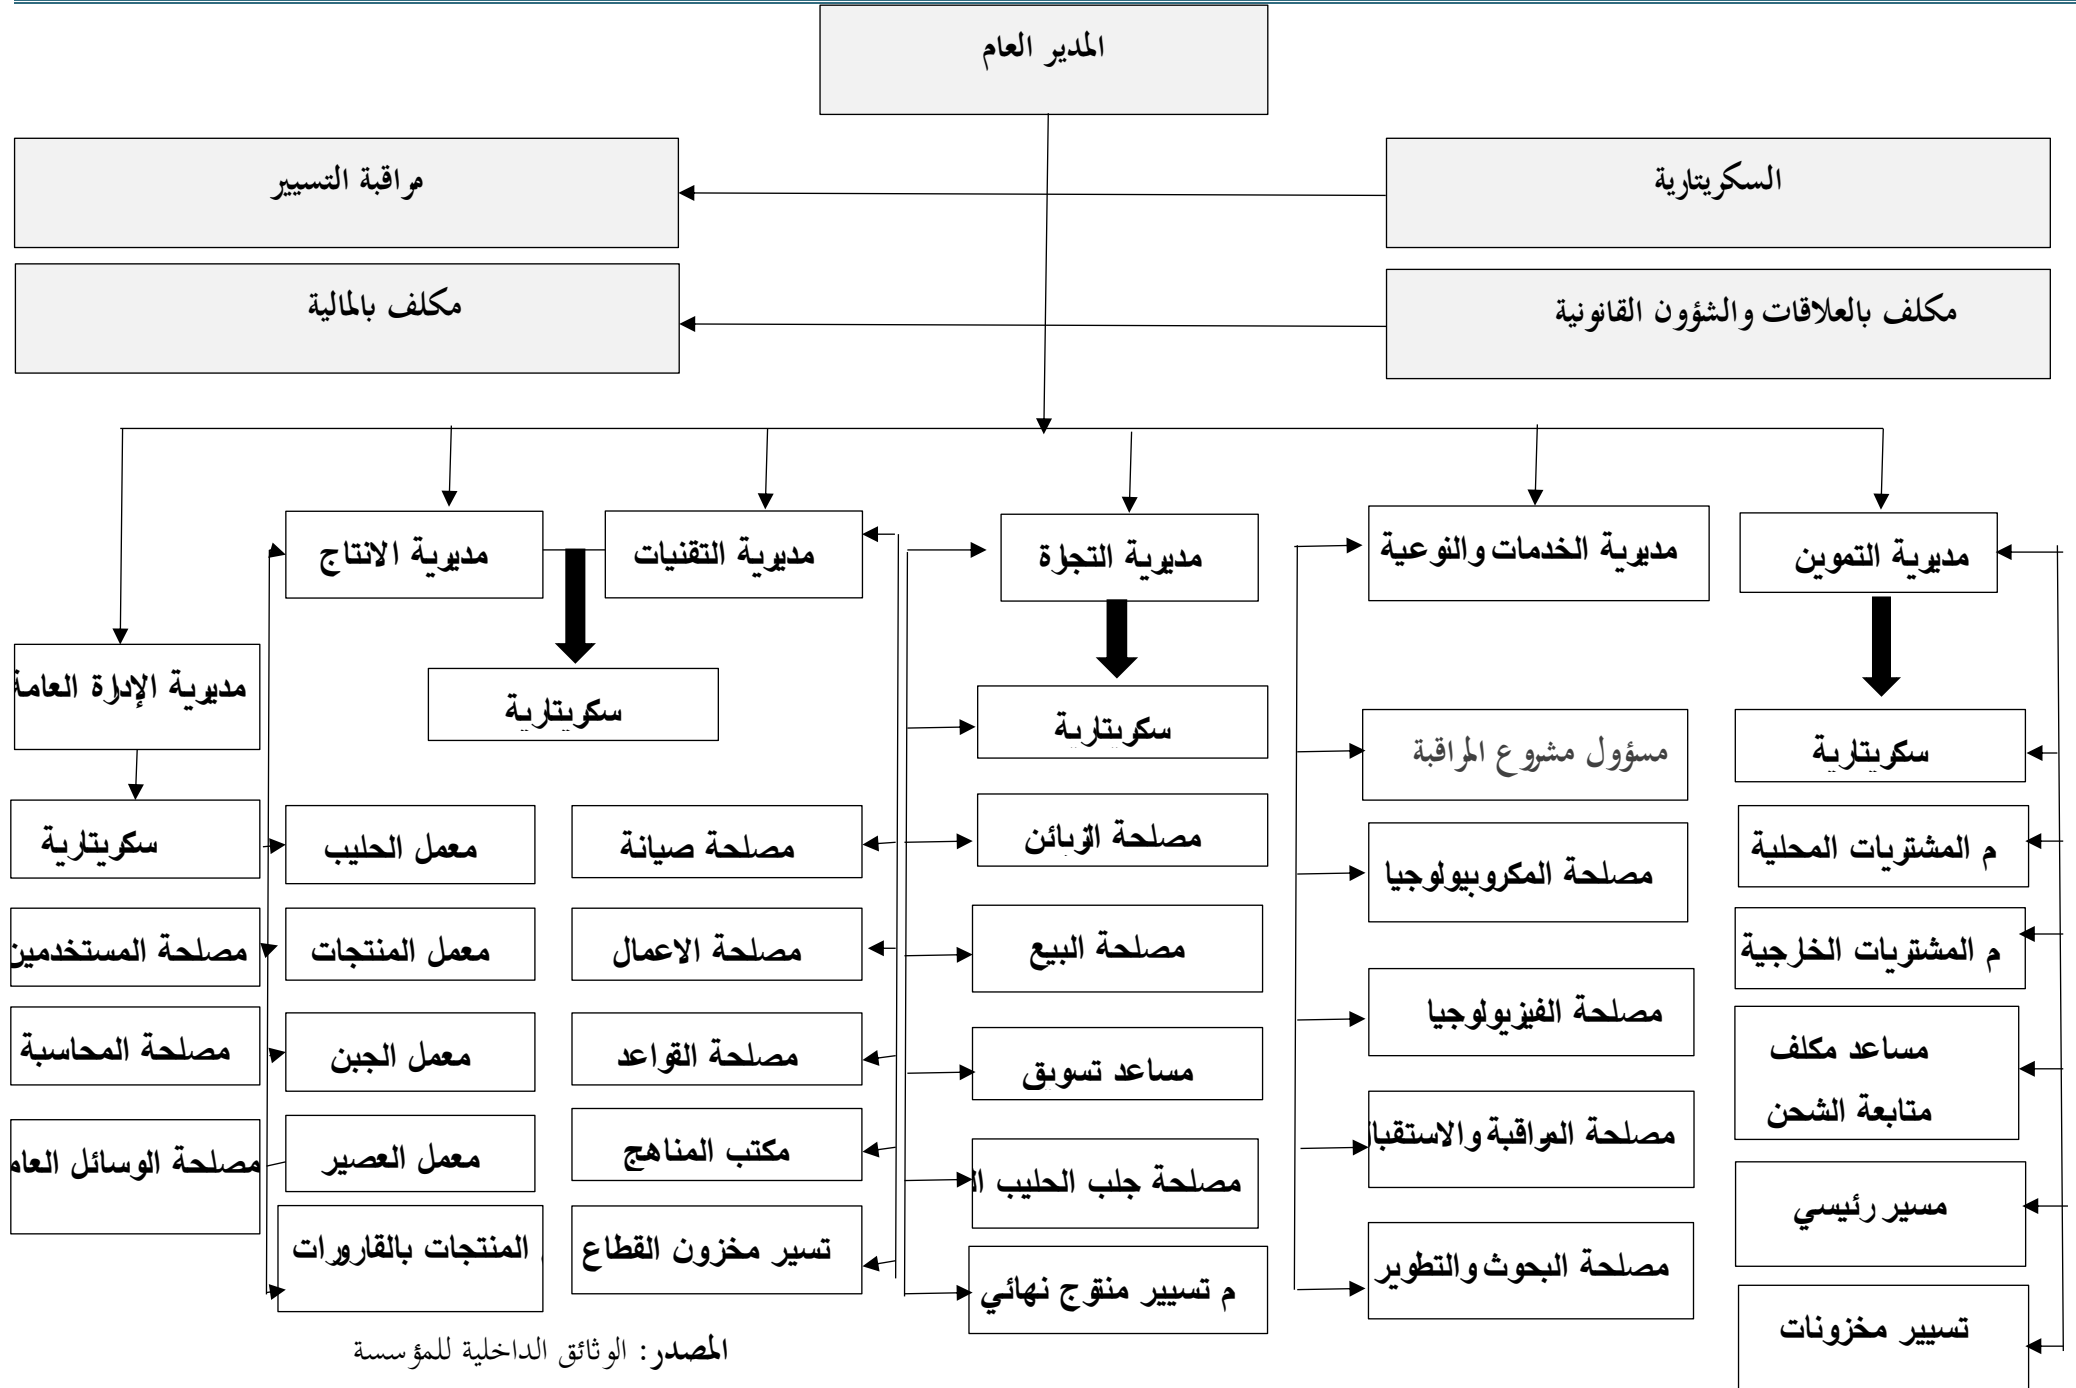 المدير العام
السكريتارية
مراقبة التسيير
مكلف بالعلاقات والشؤون القانونية
مكلف بالمالية
مديرية التموين
مديرية الخدمات والنوعية
مديرية التجارة
مديرية التقنيات
مديرية الانتاج
مديرية الإدارة العامة
سكريتارية
مسؤول مشروع المراقبة
سكريتارية
سكريتارية
سكريتارية
م المشتريات المحلية
مصلحة المكروبيولوجيا
مصلحة الزبائن
مصلحة صيانة
معمل الحليب
م المشتريات الخارجية
مصلحة الفيزيولوجيا
مصلحة البيع
مصلحة الاعمال
معمل المنتجات
مصلحة المستخدمين
مساعد مكلف
متابعة الشحن
مصلحة المراقبة والاستقبا
مساعد تسويق
مصلحة القواعد
معمل الجبن
مصلحة المحاسبة
مسير رئيسي
مصلحة البحوث والتطوير
مصلحة جلب الحليب ا
مكتب المناهج
معمل العصير
مصلحة الوسائل العام
تسيير مخزونات
م تسيير منتوج نهائي
تسير مخزون القطاع
المنتجات بالقارورات
المصدر: الوثائق الداخلية للمؤسسة